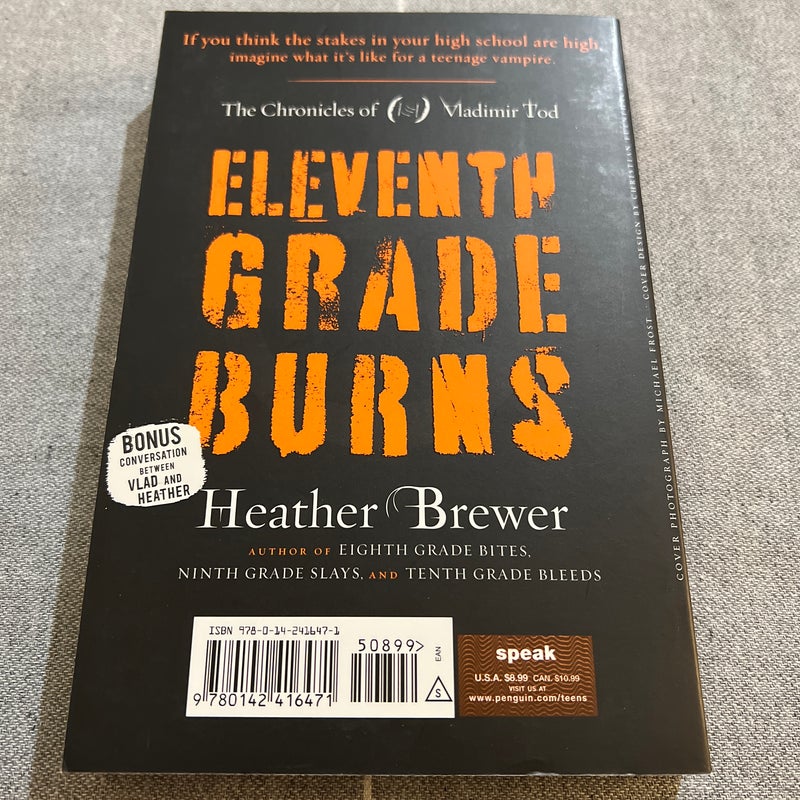 If you think the stakes in your high school are high,
imagine what it's like for a teenage vampire.
The Chronicles of Vladimir Tod
ELEVENTH
GRADE
BURNS
BONUS
CONVERSATION
BETWEEN
VLAD AND
HEATHER
Heather Brewer
AUTHOR OF EIGHTH GRADE BITES,
NINTH GRADE SLAYS, AND TENTH GRADE BLEEDS
ISBN 978-0-14-241647-1
50899>
EAN
9 780142 416471
S
speak
U.S.A. $8.99 CAN. $10.99
VISIT US AT
www.penguin.com/teens
COVER PHOTOGRAPH BY MICHAEL FROST · COVER DESIGN BY CHRISTIAN